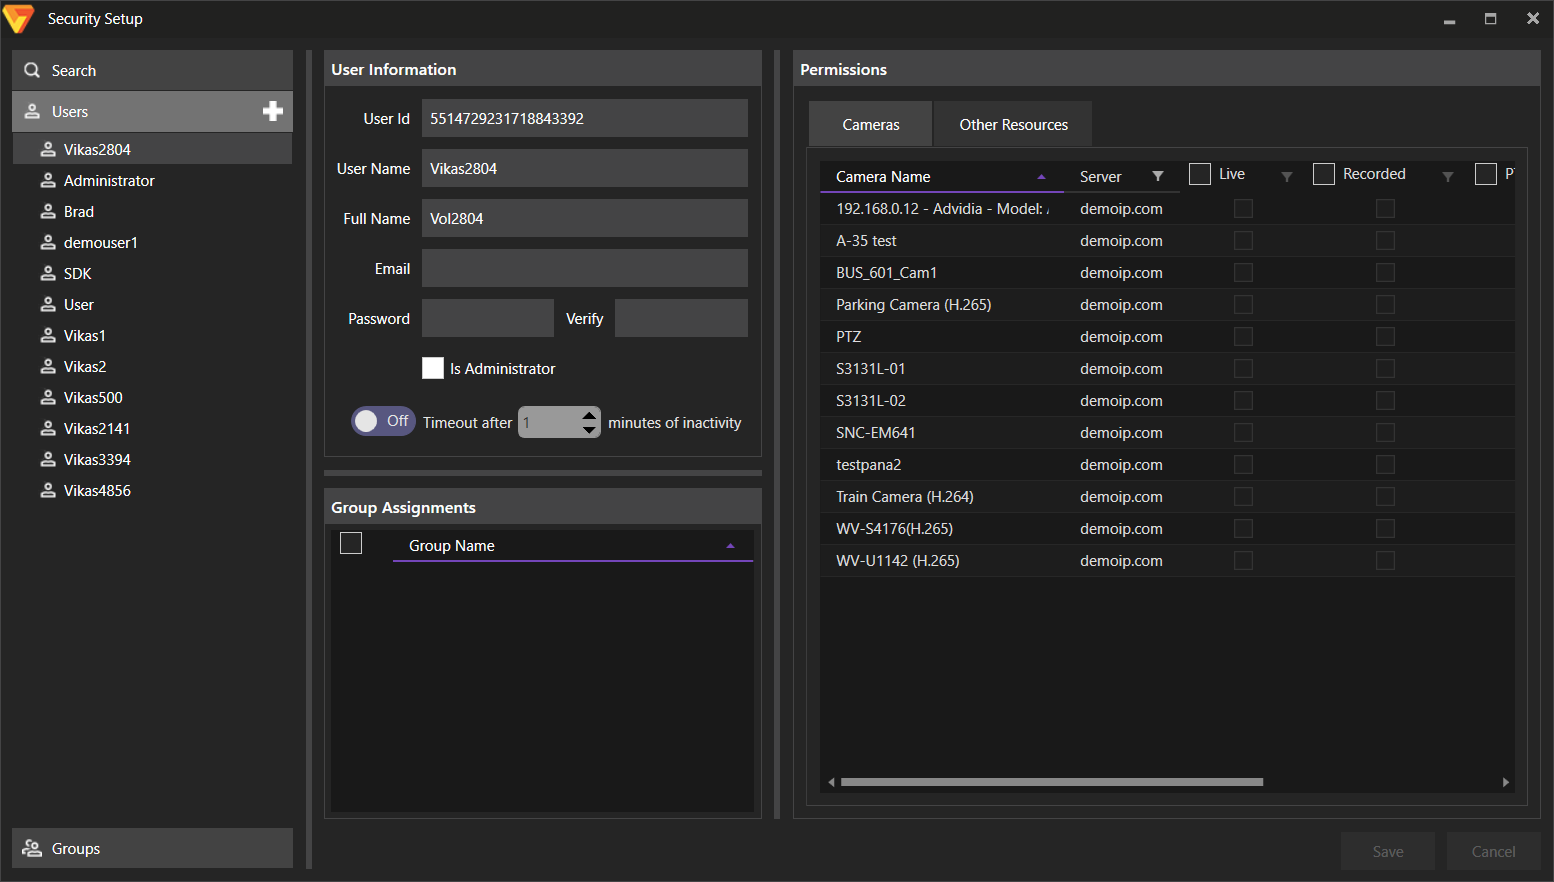 Security Setup
Search
Users
Vikas2804
Administrator
Brad
demouser1
SDK
User
Vikas1
Vikas2
Vikas500
Vikas2141
Vikas3394
Vikas4856
Groups
User Information
User Id 5514729231718843392
User Name Vikas2804
Full Name Vol2804
Email
Password Verify
Is Administrator
Off Timeout after 1 minutes of inactivity
Group Assignments
Group Name
Permissions
Cameras Other Resources
Camera Name Server Live Recorded
192.168.0.12 - Advidia - Model: demoip.com
A-35 test demoip.com
BUS_601_Cam1 demoip.com
Parking Camera (H.265) demoip.com
PTZ demoip.com
S3131L-01 demoip.com
S3131L-02 demoip.com
SNC-EM641 demoip.com
testpana2 demoip.com
Train Camera (H.264) demoip.com
WV-S4176(H.265) demoip.com
WV-U1142 (H.265) demoip.com
Save Cancel